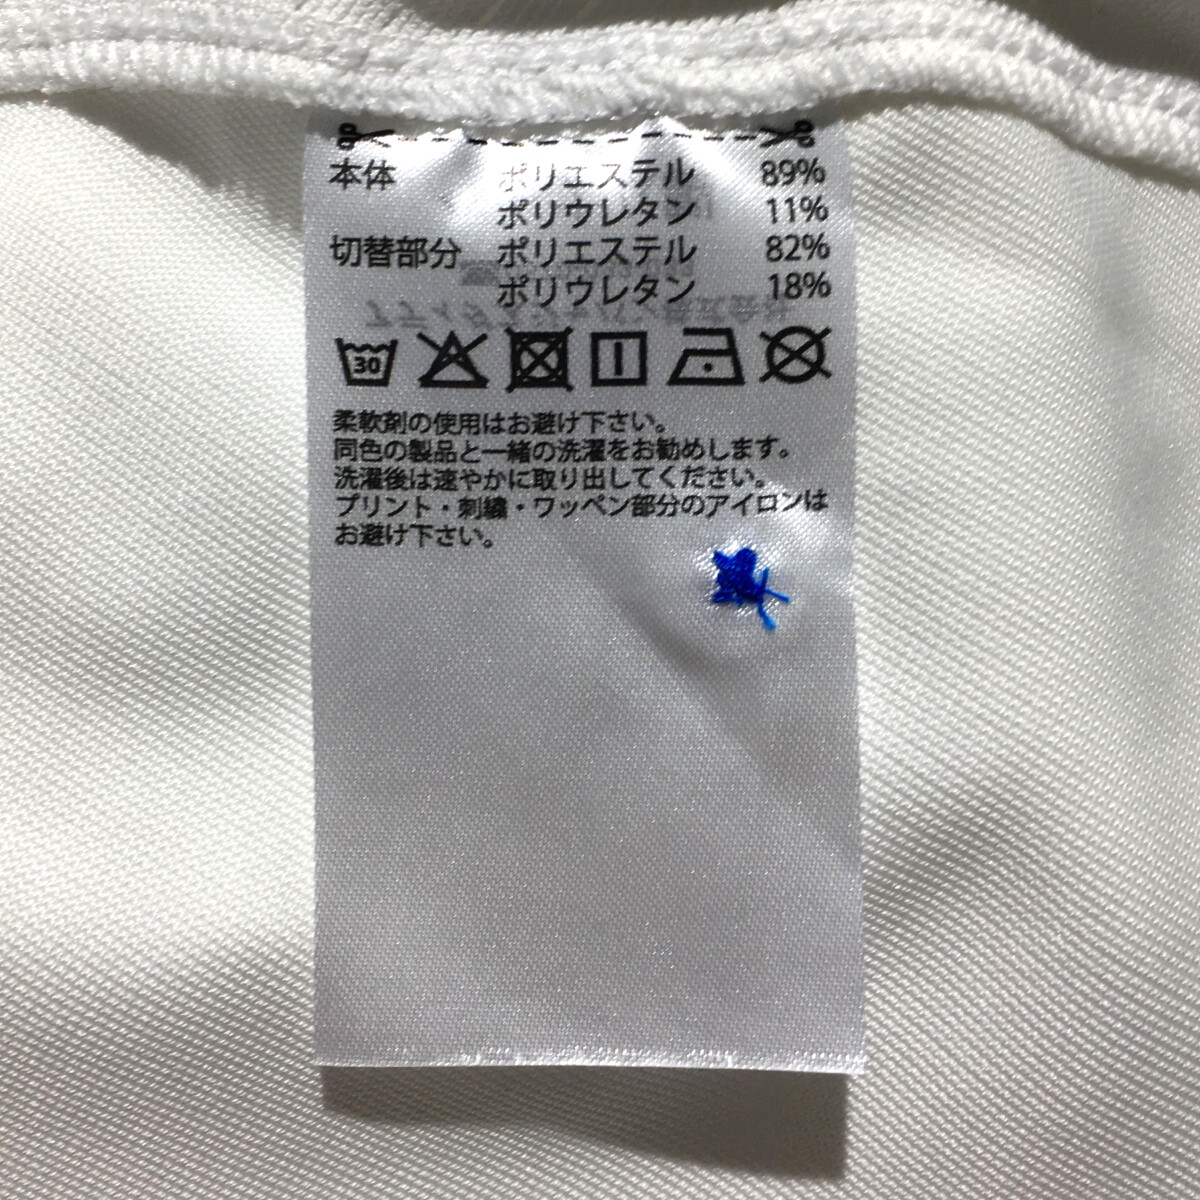 本体 ポリエステル 89%
ポリウレタン 11%
切替部分 ポリエステル 82%
ポリウレタン 18%
30
柔軟剤の使用はお避け下さい。
同色の製品と一緒の洗濯をお勧めします。
洗濯後は速やかに取り出してください。
プリント・刺繍・ワッペン部分のアイロンは
お避け下さい。